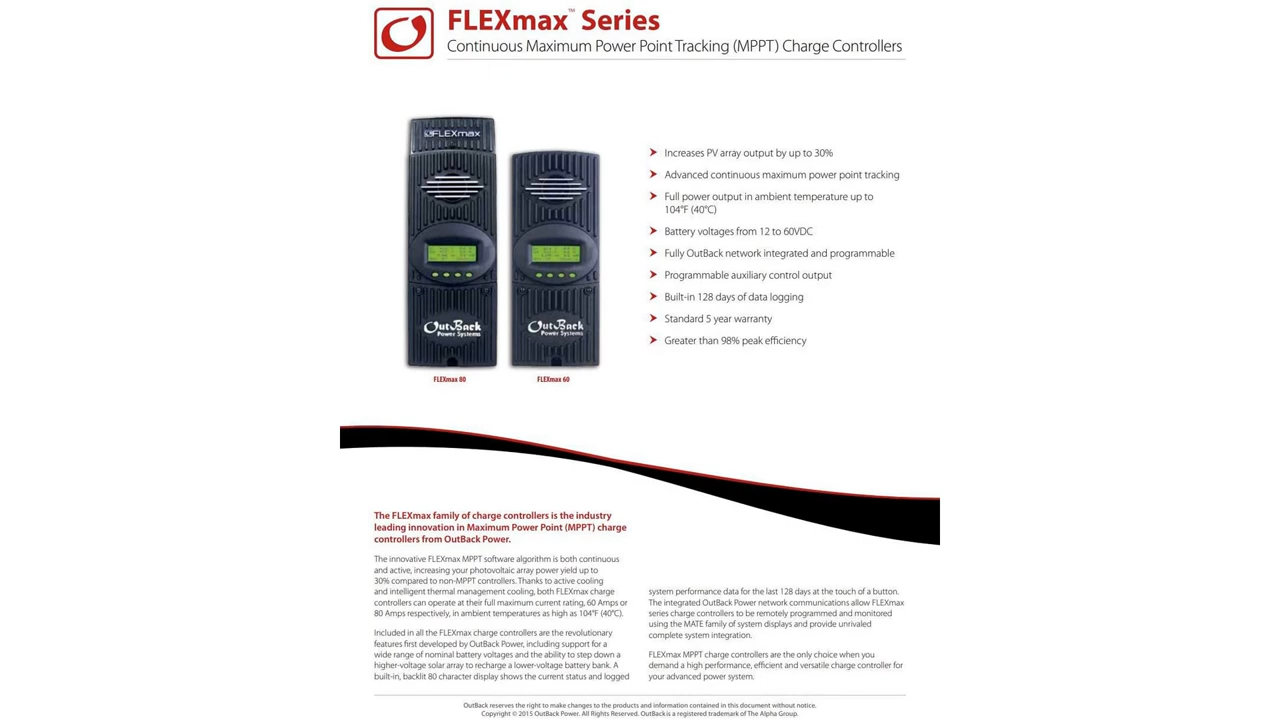 FLEXmax™ Series
Continuous Maximum Power Point Tracking (MPPT) Charge Controllers
FLEXmax
OutBack
Power Systems
OutBack
Power Systems
FLEXmax 80
FLEXmax 60
Increases PV array output by up to 30%
Advanced continuous maximum power point tracking
Full power output in ambient temperature up to
104°F (40°C)
Battery voltages from 12 to 60VDC
Fully OutBack network integrated and programmable
Programmable auxiliary control output
Built-in 128 days of data logging
Standard 5 year warranty
Greater than 98% peak efficiency
The FLEXmax family of charge controllers is the industry
leading innovation in Maximum Power Point (MPPT) charge
controllers from OutBack Power.
The innovative FLEXmax MPPT software algorithm is both continuous
and active, increasing your photovoltaic array power yield up to
30% compared to non-MPPT controllers. Thanks to active cooling
and intelligent thermal management cooling, both FLEXmax charge
controllers can operate at their full maximum current rating, 60 Amps or
80 Amps respectively, in ambient temperatures as high as 104°F (40°C).
Included in all the FLEXmax charge controllers are the revolutionary
features first developed by OutBack Power, including support for a
wide range of nominal battery voltages and the ability to step down a
higher-voltage solar array to recharge a lower-voltage battery bank. A
built-in, backlit 80 character display shows the current status and logged
system performance data for the last 128 days at the touch of a button.
The integrated OutBack Power network communications allow FLEXmax
series charge controllers to be remotely programmed and monitored
using the MATE family of system displays and provide unrivaled
complete system integration.
FLEXmax MPPT charge controllers are the only choice when you
demand a high performance, efficient and versatile charge controller for
your advanced power system.
OutBack reserves the right to make changes to the products and information contained in this document without notice.
Copyright © 2015 OutBack Power. All Rights Reserved. OutBack is a registered trademark of The Alpha Group.